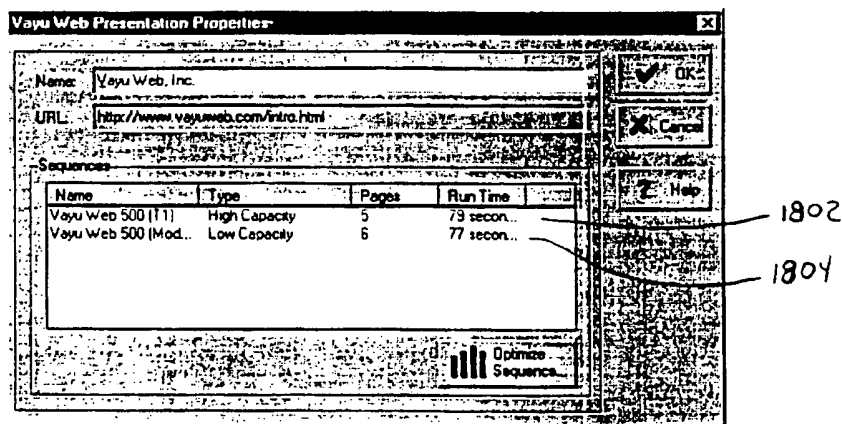 Vayu Web Presentation Properties
Name: Vayu Web, Inc.
OK
URL: http://www.vayuweb.com/intro.html
Cancel
Sequences
Help
Name Type Pages Run Time
Vayu Web 500 (T1) High Capacity 5 79 secon...
1802
Vayu Web 500 (Mod... Low Capacity 6 77 secon...
1804
Optimize
Sequence...